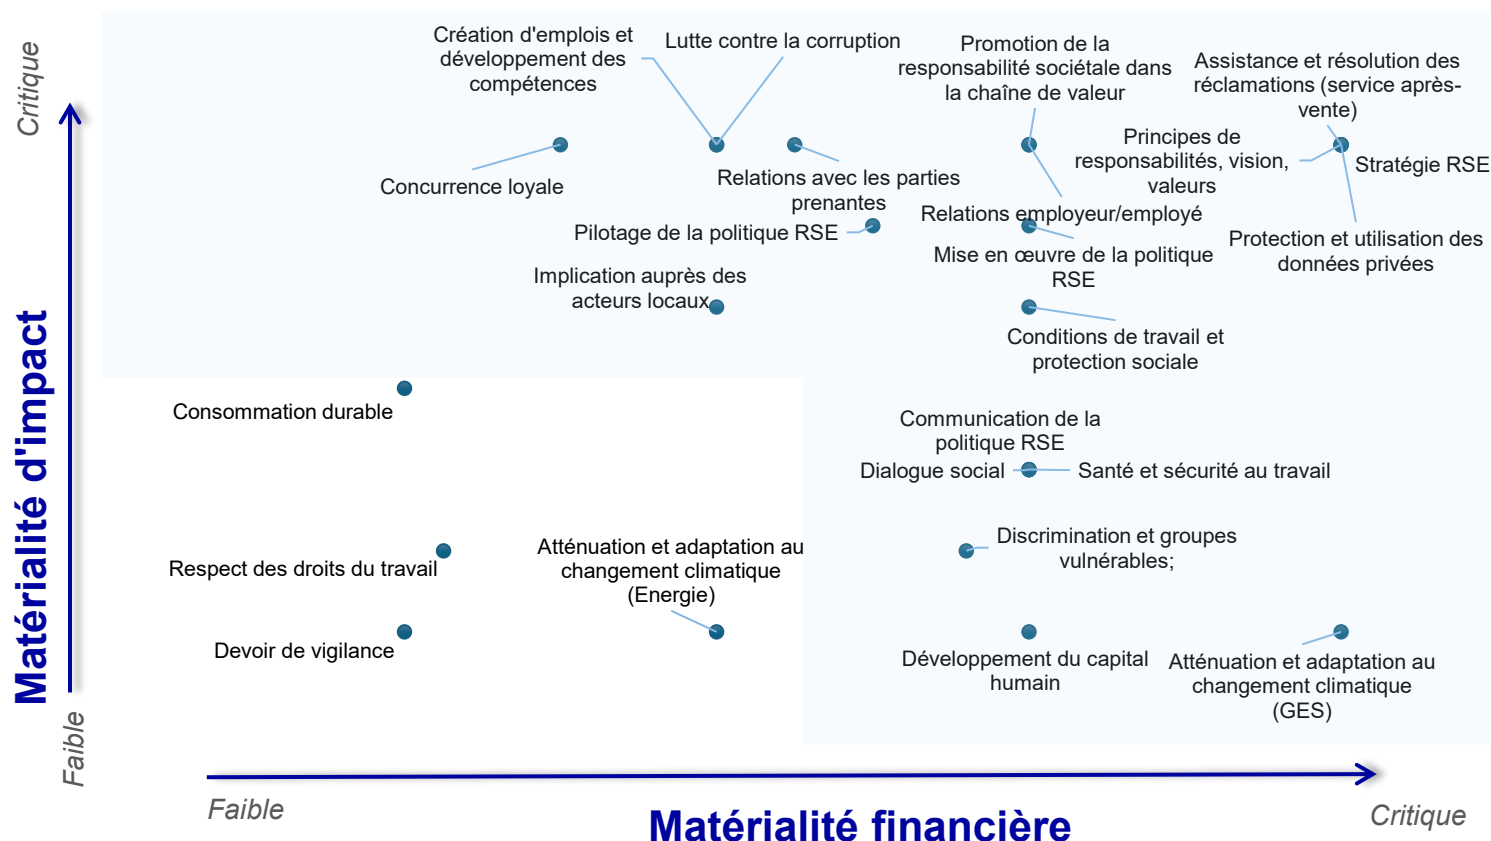 Critique
Création d'emplois et
développement des
compétences
Lutte contre la corruption
Promotion de la
responsabilité sociétale dans
la chaîne de valeur
Assistance et résolution des
réclamations (service après-
vente)
Principes de
responsabilités, vision,
valeurs
Stratégie RSE
Concurrence loyale
Relations avec les parties
prenantes
Relations employeur/employé
Pilotage de la politique RSE
Protection et utilisation des
données privées
Mise en œuvre de la politique
RSE
Implication auprès des
acteurs locaux
Conditions de travail et
protection sociale
Matérialité d'impact
Consommation durable
Communication de la
politique RSE
Dialogue social
Santé et sécurité au travail
Respect des droits du travail
Atténuation et adaptation au
changement climatique
(Energie)
Discrimination et groupes
vulnérables;
Devoir de vigilance
Développement du capital
humain
Atténuation et adaptation au
changement climatique
(GES)
Faible
Faible
Matérialité financière
Critique